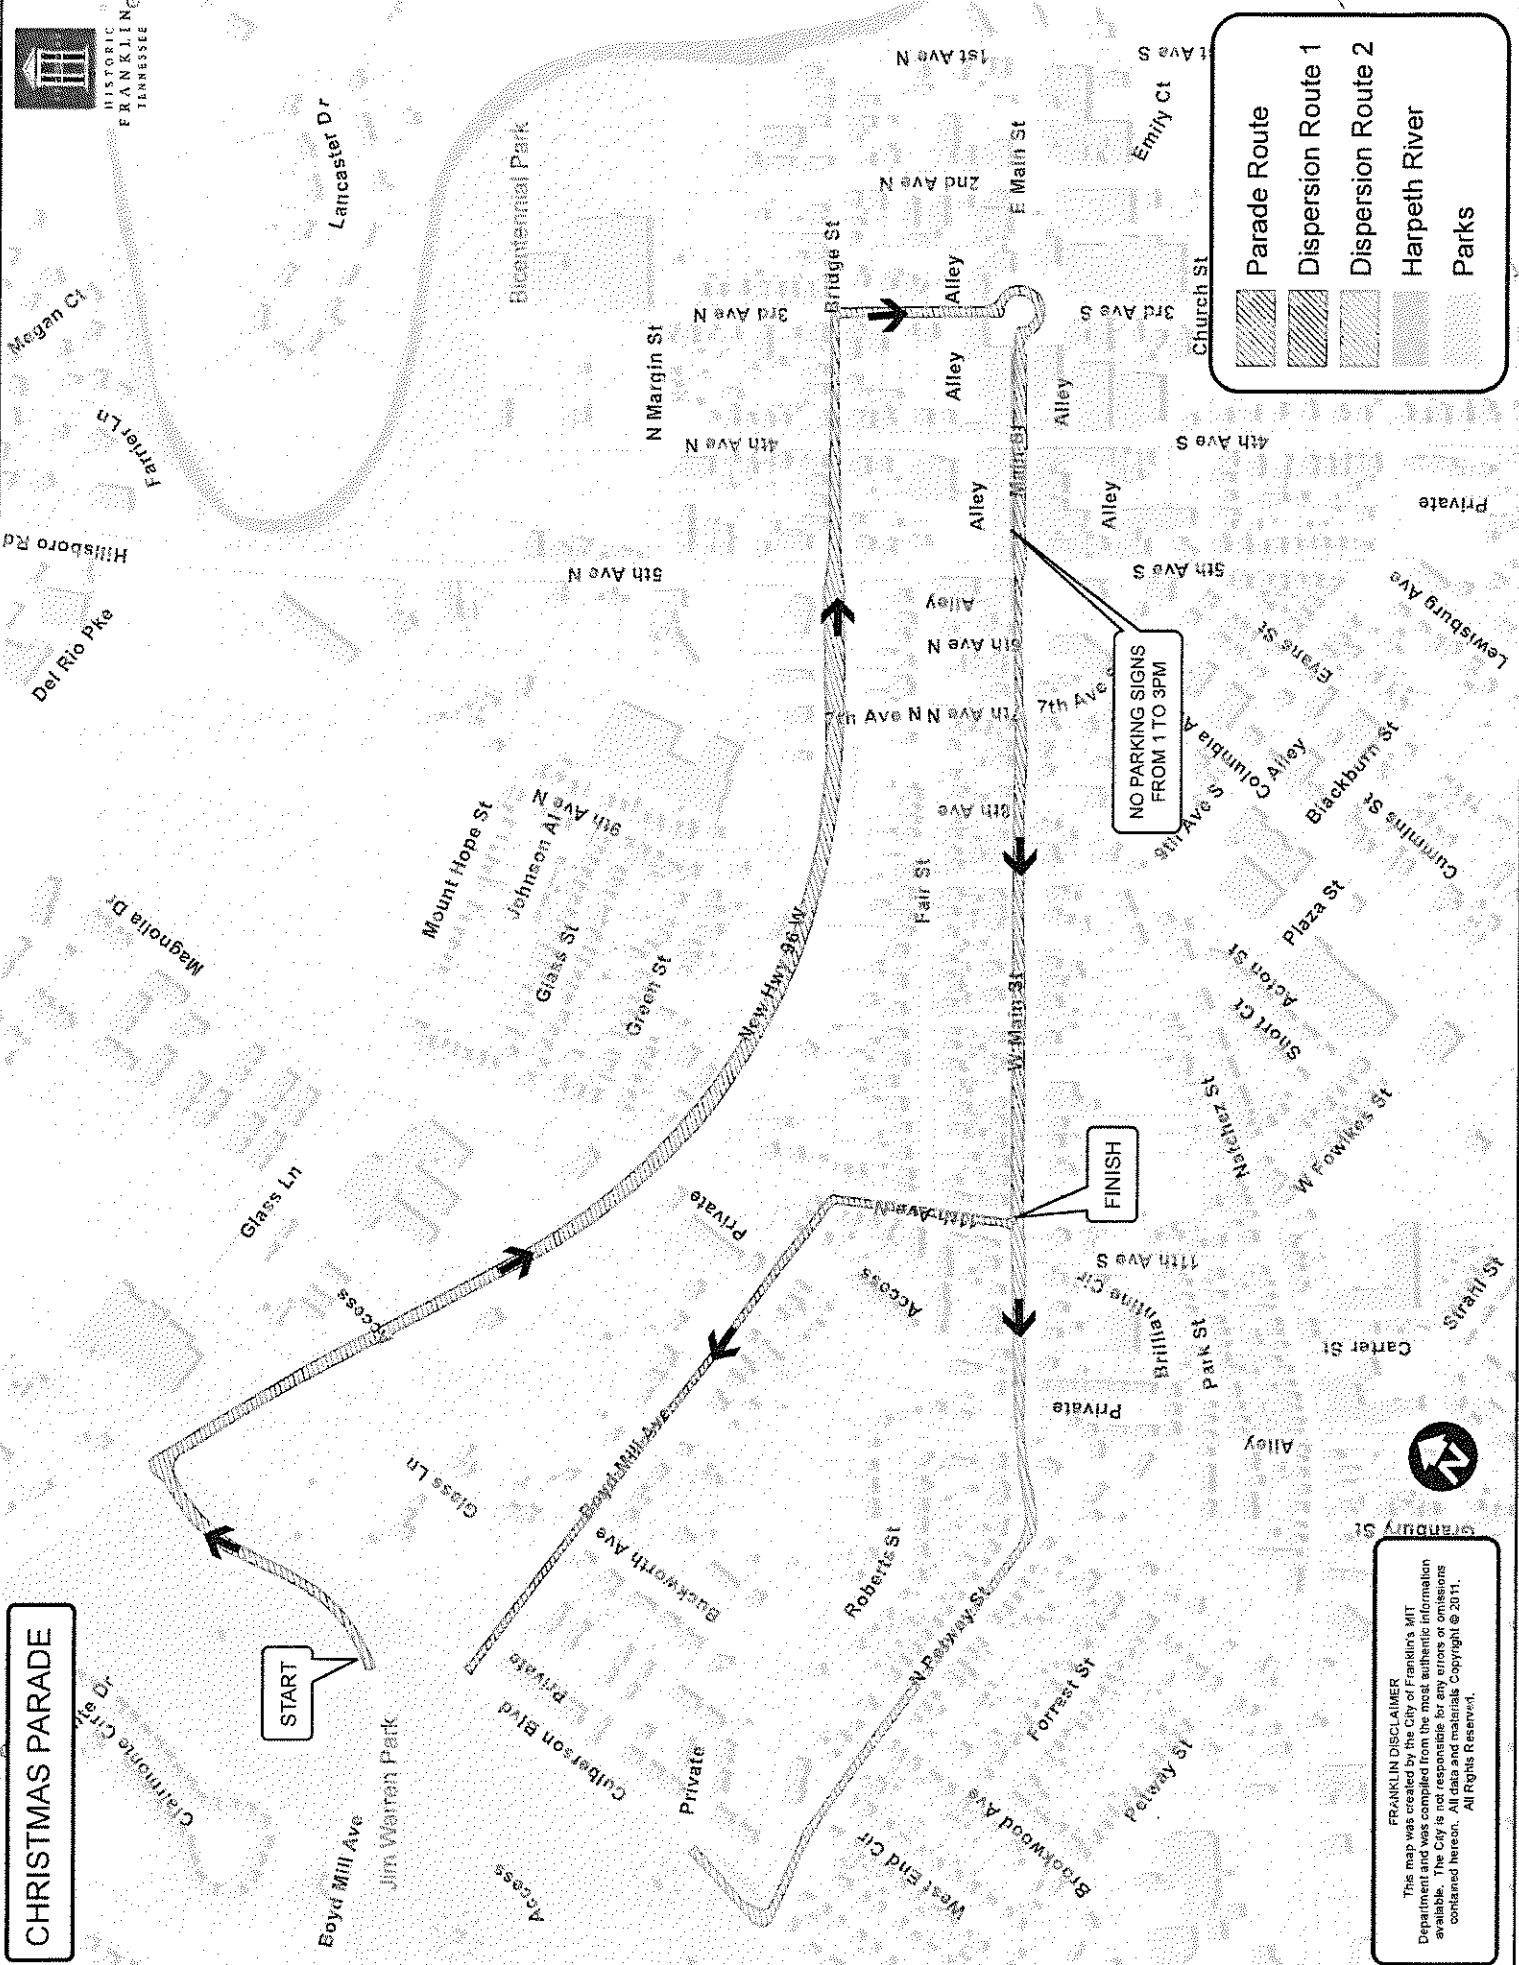 CHRISTMAS PARADE
HISTORIC
FRANKLIN
TENNESSEE
START
FINISH
NO PARKING SIGNS
FROM 1 TO 3PM
Boyd Mill Ave
Jim Warren Park
Access
Clairmonte Cir
Magnolia Dr
Del Rio Pke
Hillsboro Rd
Farrier Ln
Megan Ct
Lancaster Dr
Bicentennial Park
Glass Ln
Mount Hope St
Johnson Al
9th Ave N
Glass St
Green St
5th Ave N
N Margin St
4th Ave N
3rd Ave N
Glass Ln
New Hwy 96 W
Bridge St
2nd Ave N
1st Ave N
Culberson Blvd
Private
Buckworth Ave
Boyd Mill Ave
Private
Private
Access
11th Ave N
Fair St
8th Ave
7th Ave N
7th Ave N
6th Ave N
Alley
Alley
Alley
Alley
Roberts St
N Petway St
W Main St
Main St
E Main St
West End Cir
Brookwood Ave
Forrest St
Petway St
Private
Brilliantine Cir
11th Ave S
Park St
Alley
Natchez St
W Fowlkes St
Short Ct
Acton St
Plaza St
9th Ave S
7th Ave
Alley
Blackburn St
Cummins St
Evans St
5th Ave S
Lewisburg Ave
Alley
Alley
4th Ave S
3rd Ave S
Church St
Emily Ct
Private
Granbury St
Carter St
Strahl St
N
Parade Route
Dispersion Route 1
Dispersion Route 2
Harpeth River
Parks
FRANKLIN DISCLAIMER
This map was created by the City of Franklin's MIT
Department and was compiled from the most authentic information
available. The City is not responsible for any errors or omissions
contained hereon. All data and materials Copyright © 2011.
All Rights Reserved.